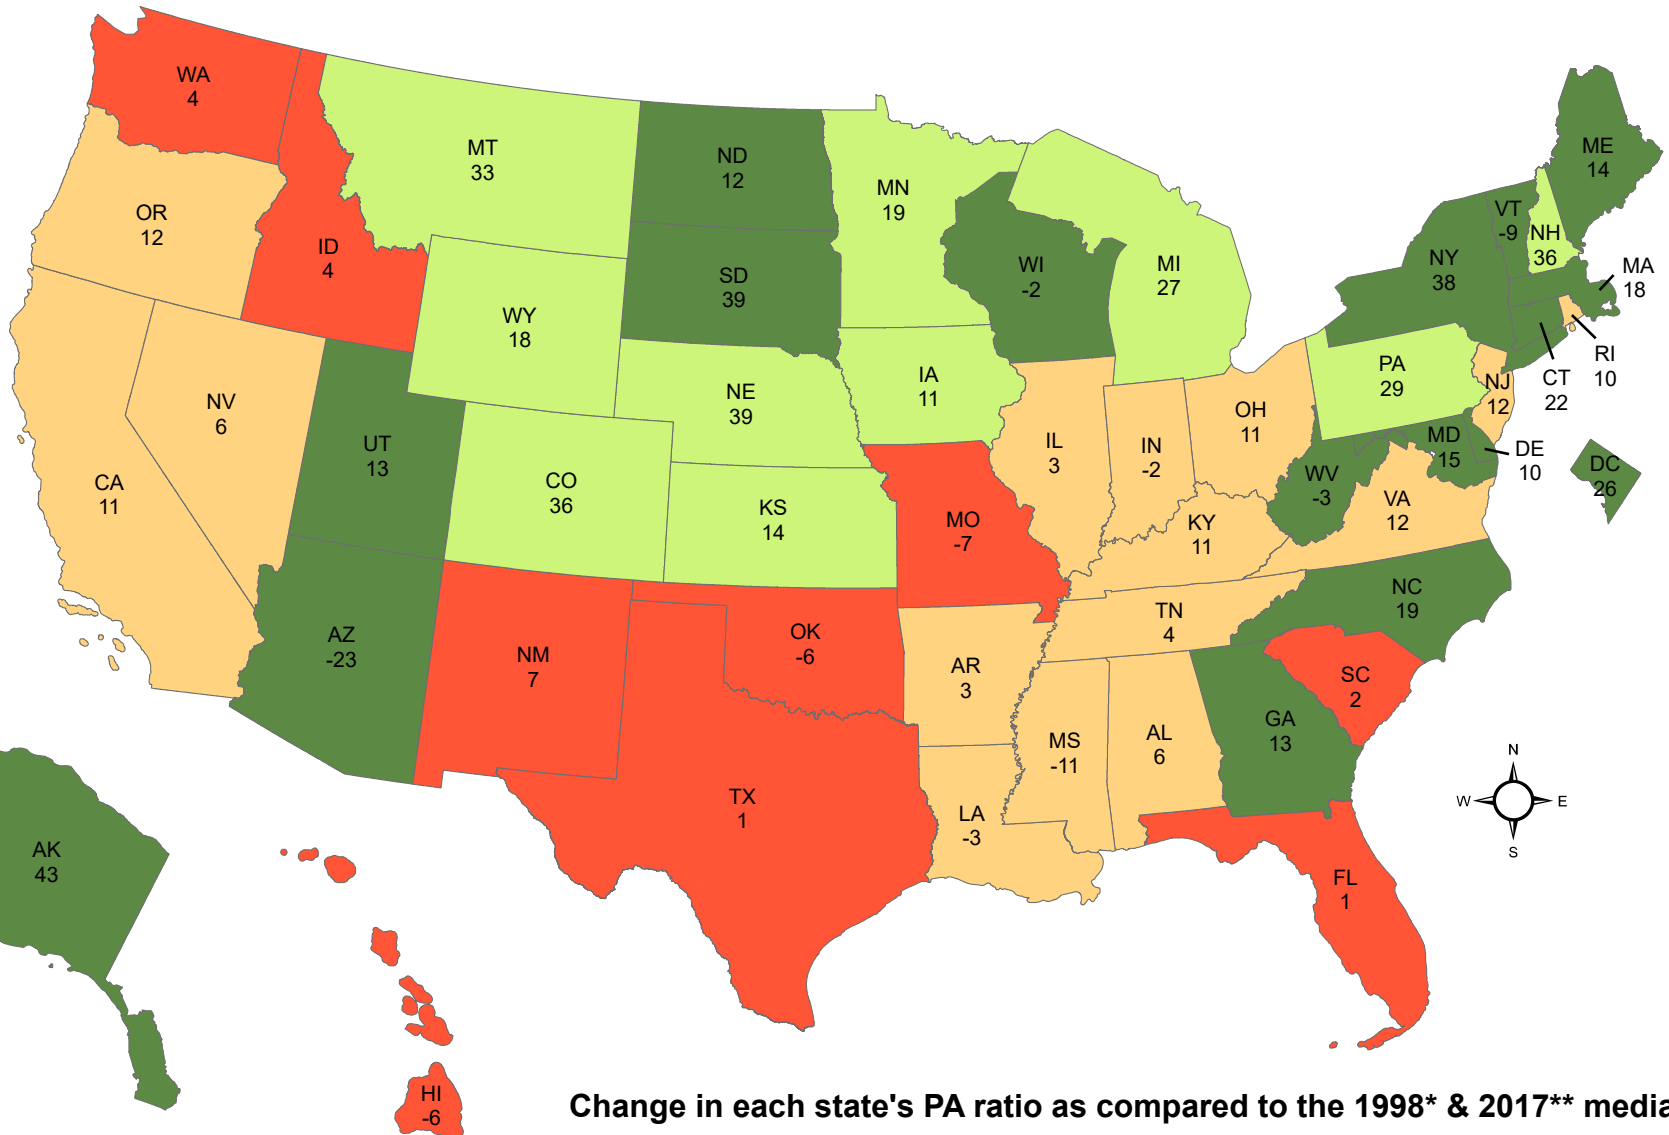 WA
4
MT
33
ND
12
MN
19
ME
14
OR
12
ID
4
SD
39
WI
-2
MI
27
VT
-9
NH
36
NY
38
MA
18
WY
18
NE
39
IA
11
PA
29
NJ
12
CT
22
RI
10
NV
6
UT
13
CO
36
KS
14
IL
3
IN
-2
OH
11
MD
15
DE
10
DC
26
CA
11
MO
-7
KY
11
WV
-3
VA
12
AZ
-23
NM
7
OK
-6
AR
3
TN
4
NC
19
SC
2
TX
1
LA
-3
MS
-11
AL
6
GA
13
FL
1
N
W E
S
AK
43
HI
-6
Change in each state's PA ratio as compared to the 1998* & 2017** media